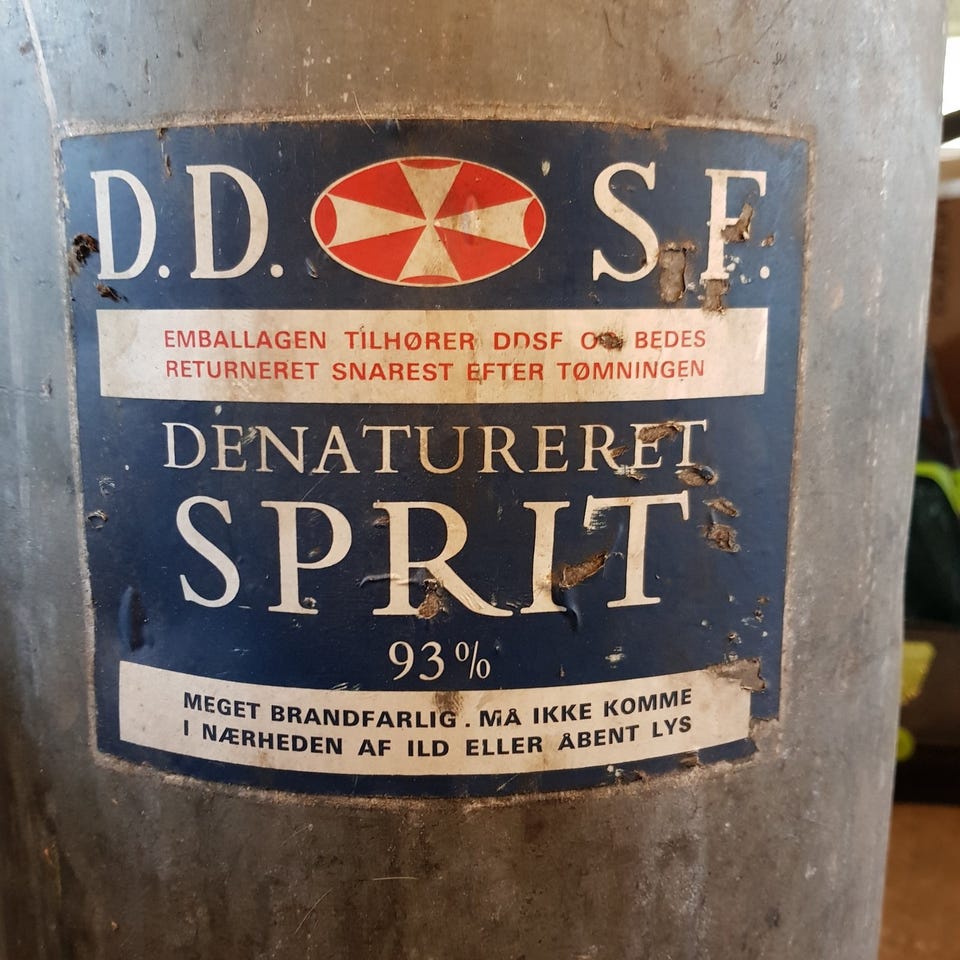 D.D. S.F.
EMBALLAGEN TILHØRER DDSF OG BEDES
RETURNERET SNAREST EFTER TØMNINGEN
DENATURERET
SPRIT
93%
MEGET BRANDFARLIG. MÅ IKKE KOMME
I NÆRHEDEN AF ILD ELLER ÅBENT LYS